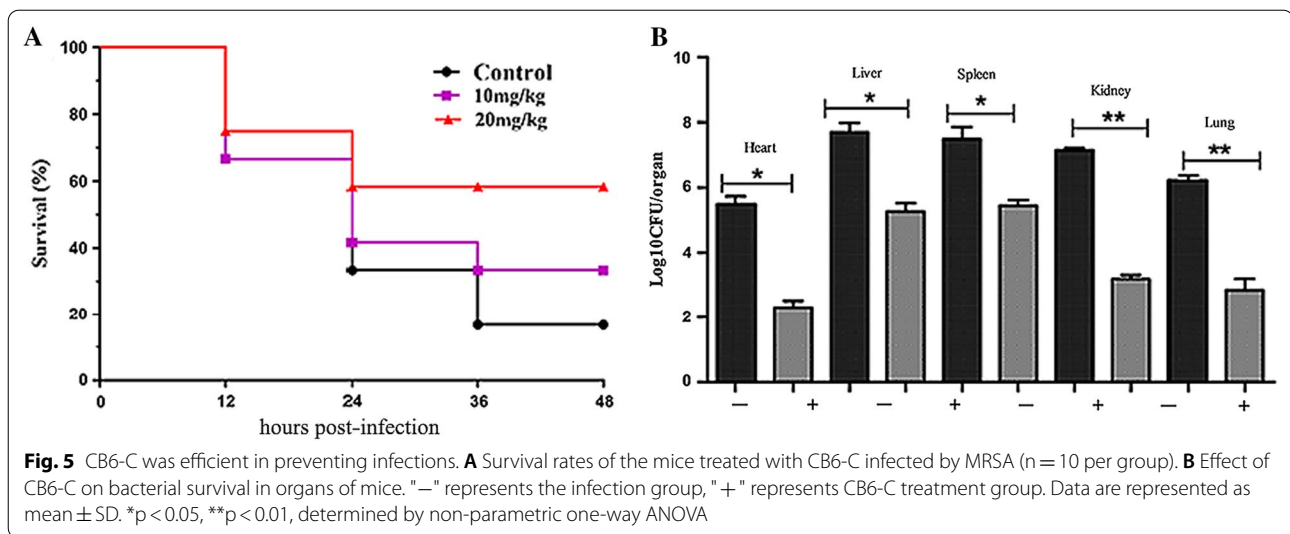 A
Survival (%)
100
80
60
40
20
0
0 12 24 36 48
hours post-infection
Control
10mg/kg
20mg/kg
B
Log10CFU/organ
10
8
6
4
2
0
Heart
*
Liver
*
Spleen
*
Kidney
**
Lung
**
— + — + — + — +
Fig. 5 CB6-C was efficient in preventing infections. A Survival rates of the mice treated with CB6-C infected by MRSA (n = 10 per group). B Effect of
CB6-C on bacterial survival in organs of mice. "−" represents the infection group, "+" represents CB6-C treatment group. Data are represented as
mean ± SD. *p < 0.05, **p < 0.01, determined by non-parametric one-way ANOVA